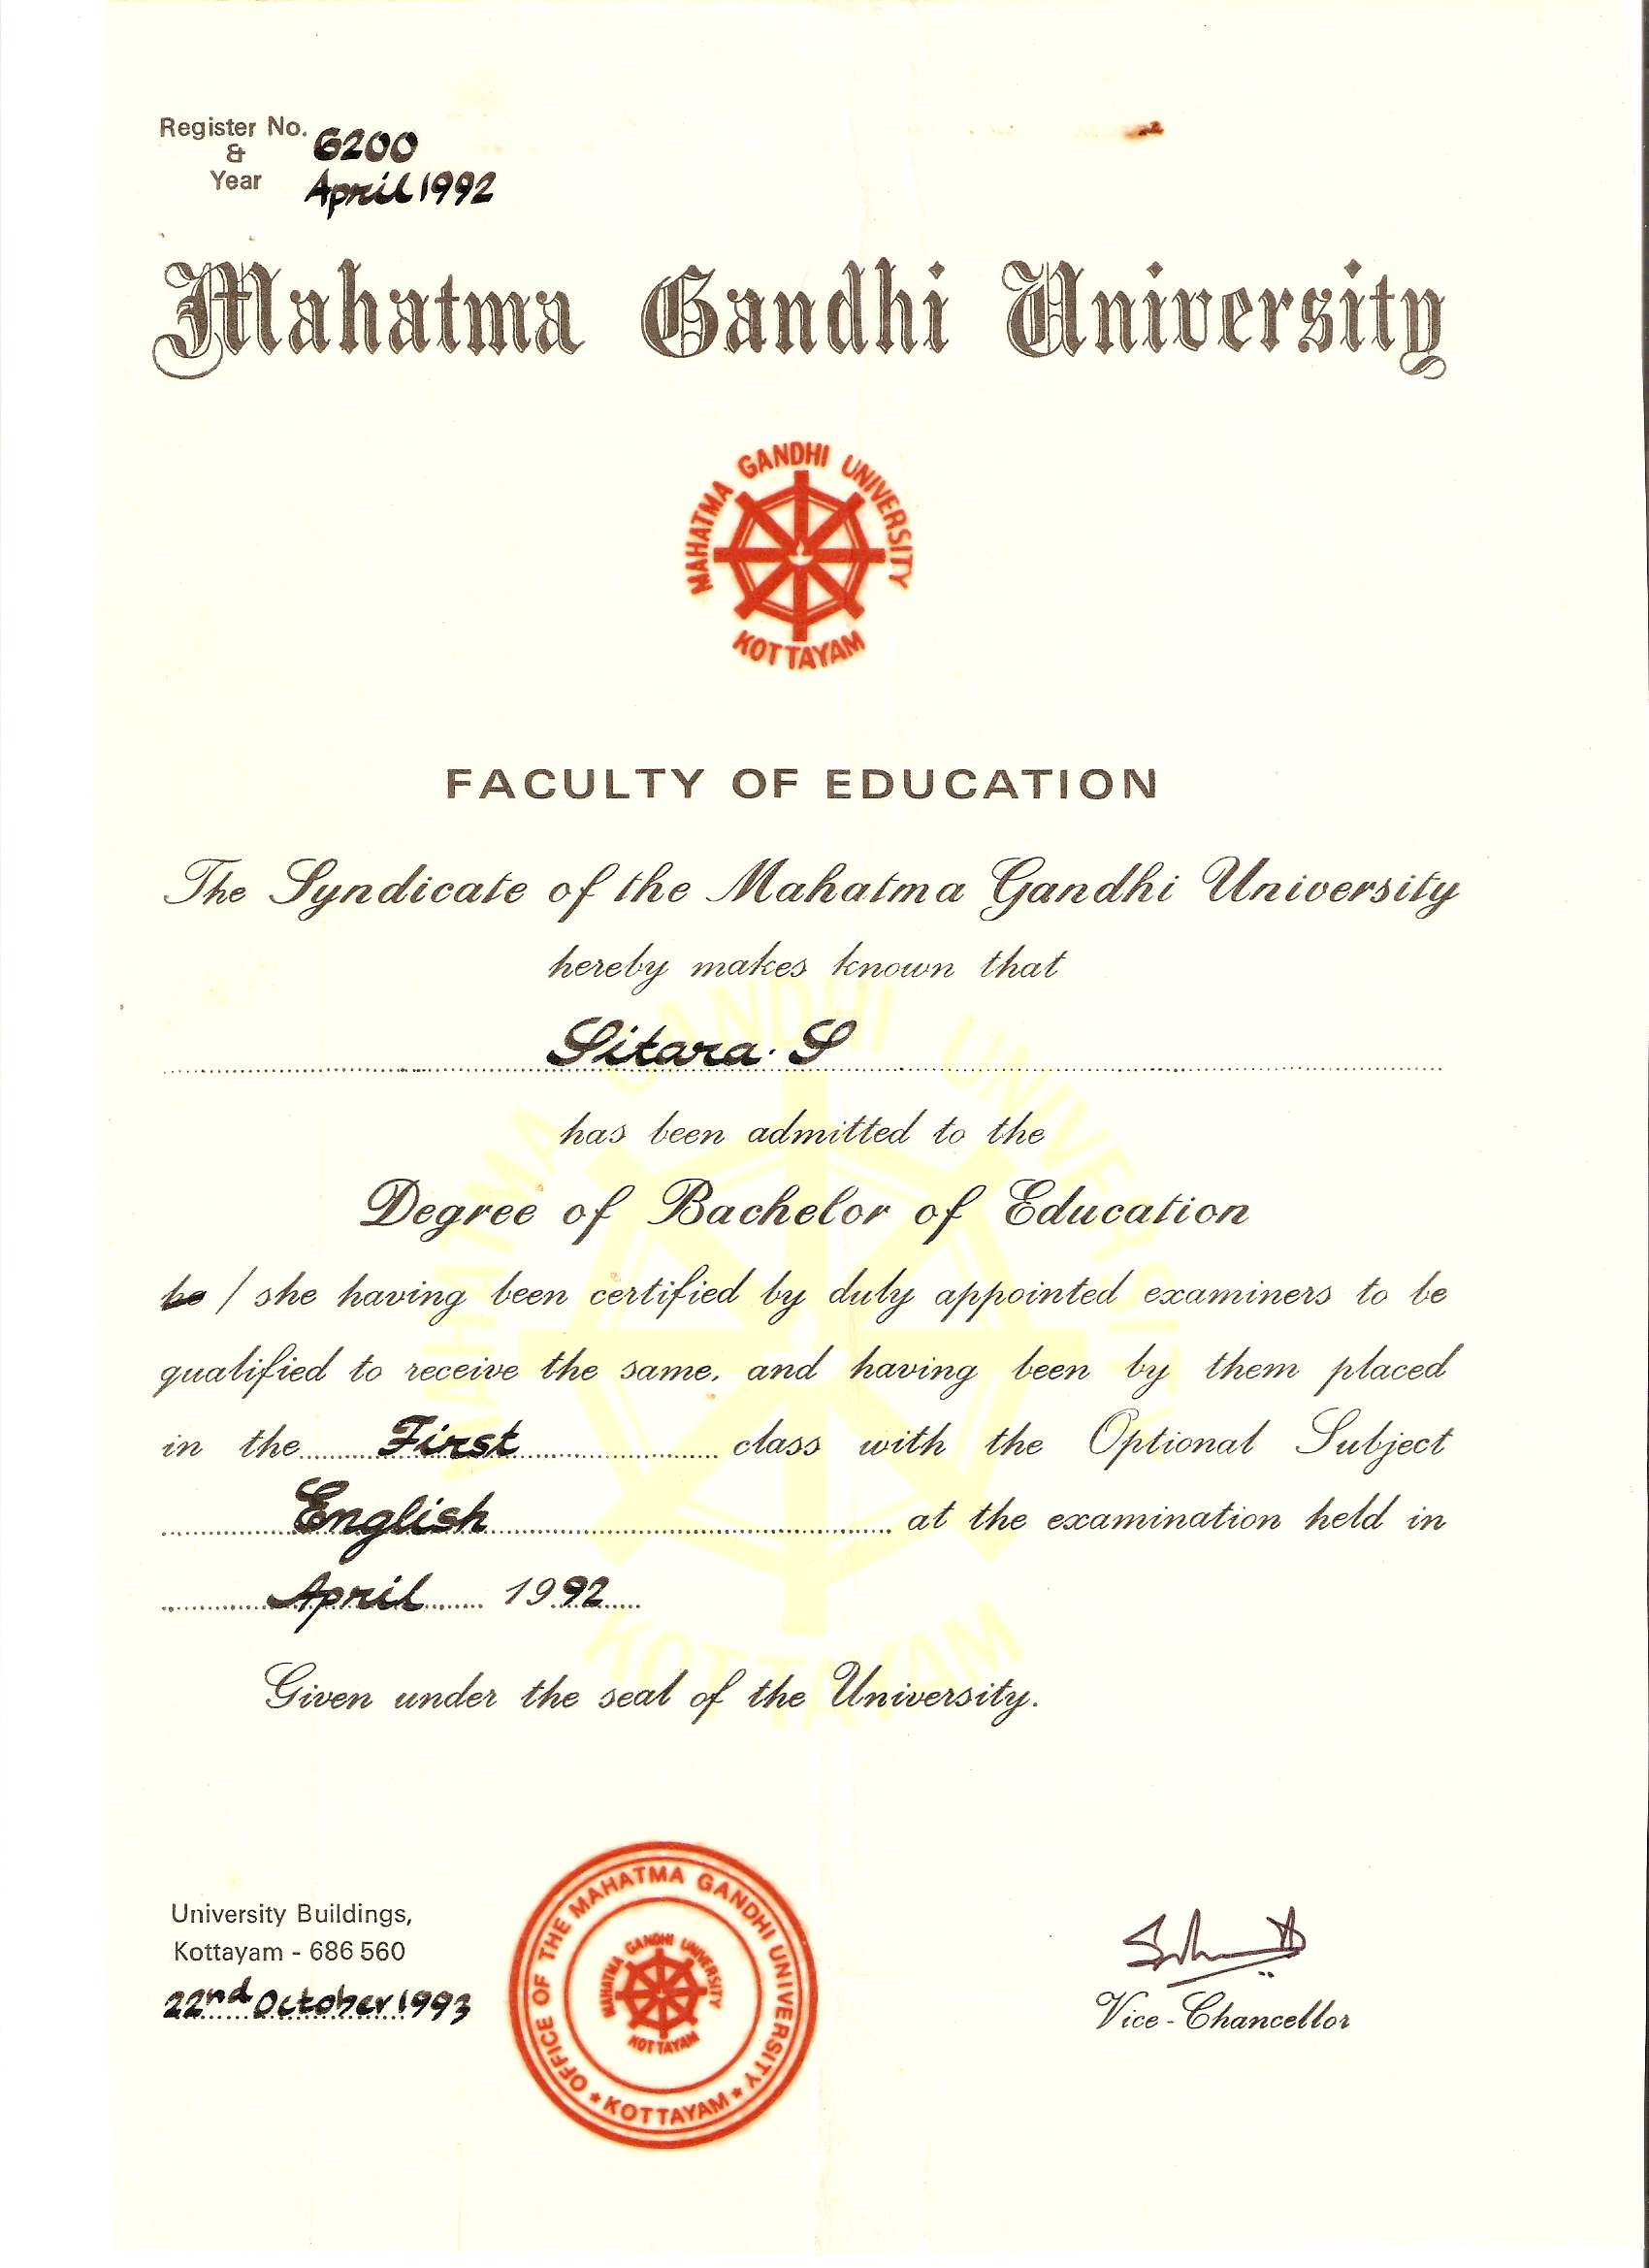 Register No. 6200
&
Year April 1992
Mahatma Gandhi University
MAHATMA GANDHI UNIVERSITY
KOTTAYAM
FACULTY OF EDUCATION
The Syndicate of the Mahatma Gandhi University
hereby makes known that
Sitara. S
has been admitted to the
Degree of Bachelor of Education
he / she having been certified by duly appointed examiners to be
qualified to receive the same, and having been by them placed
in the First class with the Optional Subject
English at the examination held in
April 1992
Given under the seal of the University.
MAHATMA GANDHI UNIVERSITY
KOTTAYAM
University Buildings,
Kottayam - 686 560
22nd October 1993
OFFICE OF THE MAHATMA GANDHI UNIVERSITY
★ KOTTAYAM ★
MAHATMA GANDHI UNIVERSITY
KOTTAYAM
Vice-Chancellor